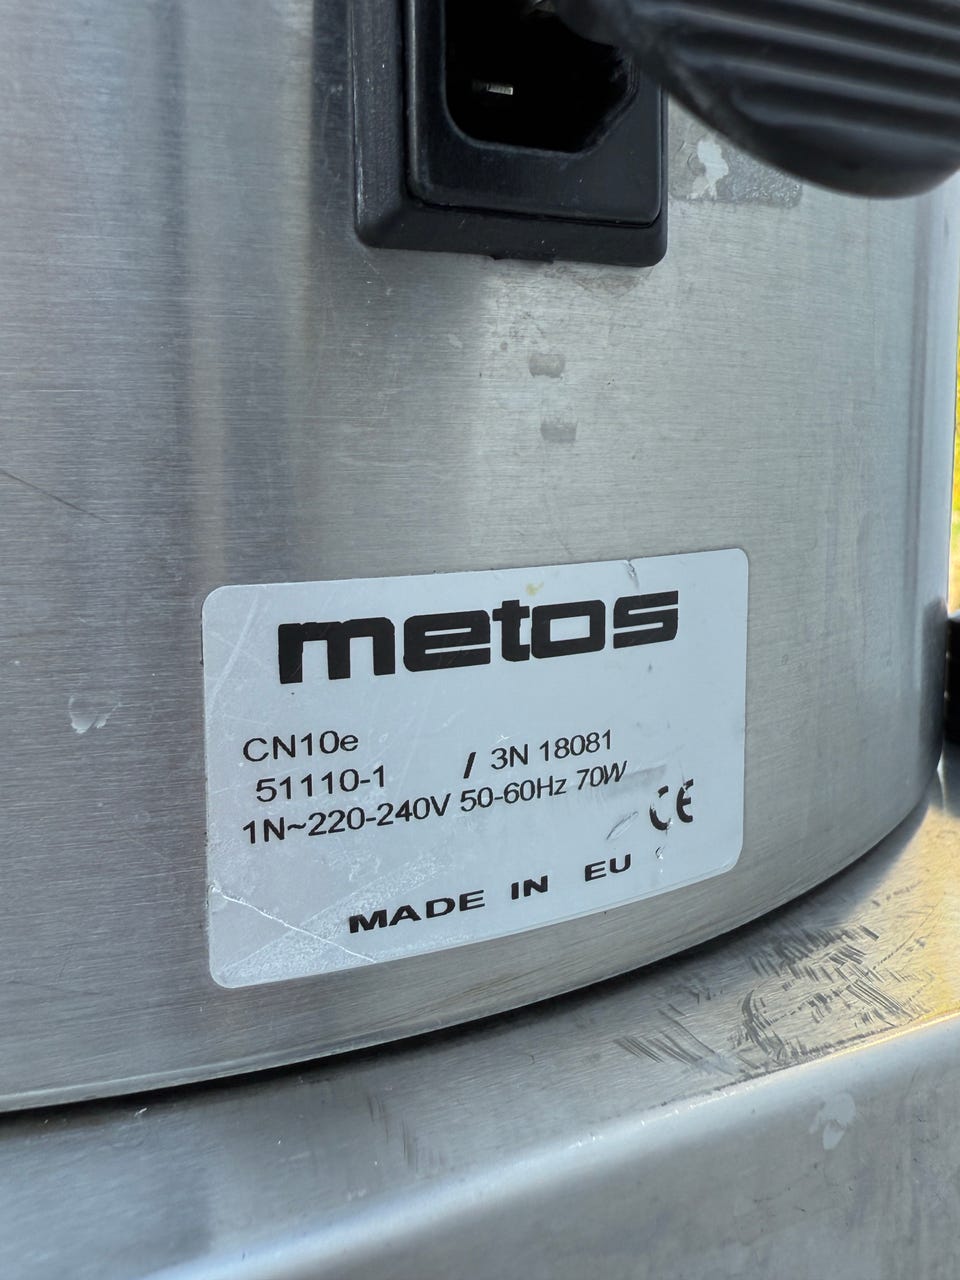 metos
CN10e
51110-1 / 3N 18081
1N~220-240V 50-60Hz 70W
CE
MADE IN EU